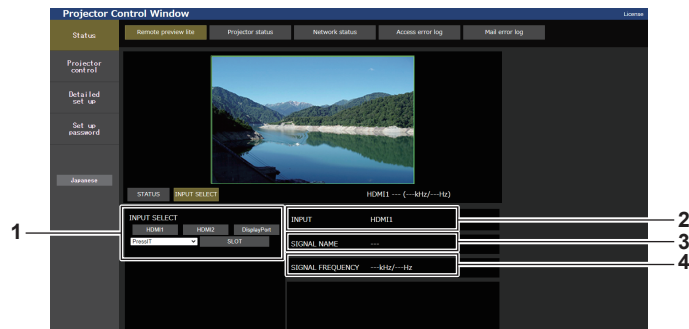 Projector Control Window
License
Status
Remote preview lite
Projector status
Network status
Access error log
Mail error log
Projector
control
Detailed
set up
Set up
password
Japanese
STATUS
INPUT SELECT
HDMI1 --- (---kHz/---Hz)
1
INPUT SELECT
HDMI1
HDMI2
DisplayPort
PressIT
SLOT
INPUT HDMI1
2
SIGNAL NAME ---
3
SIGNAL FREQUENCY ---kHz/---Hz
4